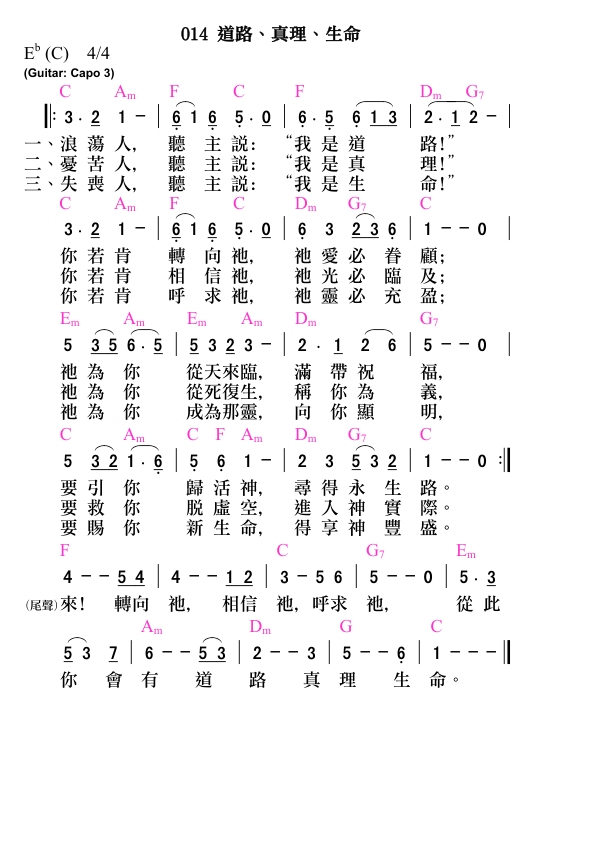 014 道路、真理、生命
E♭ (C) 4/4
(Guitar: Capo 3)
C Am F C F Dm G7
‖: 3 · 2 1 – | 6 1 6 5 · 0 | 6 · 5 6 1 3 | 2 · 1 2 – |
一、浪蕩人, 聽 主說: “我是道 路!”
二、憂苦人, 聽 主說: “我是真 理!”
三、失喪人, 聽 主說: “我是生 命!”
C Am F C Dm G7 C
3 · 2 1 – | 6 1 6 5 · 0 | 6 3 2 3 6 | 1 – – 0 |
你若肯 轉 向祂, 祂愛必眷 顧;
你若肯 相 信祂, 祂光必臨 及;
你若肯 呼 求祂, 祂靈必充 盈;
Em Am Em Am Dm G7
5 3 5 6 · 5 | 5 3 2 3 – | 2 · 1 2 6 | 5 – – 0 |
祂為你 從天來臨, 滿 帶祝 福,
祂為你 從死復生, 稱 你為 義,
祂為你 成為那靈, 向 你顯 明,
C Am C F Am Dm G7 C
5 3 2 1 · 6 | 5 6 1 – | 2 3 5 3 2 | 1 – – 0 :‖
要引你 歸活神, 尋得永生 路。
要救你 脫虛空, 進入神實 際。
要賜你 新生命, 得享神豐 盛。
F C G7 Em
4 – – 5 4 | 4 – – 1 2 | 3 – 5 6 | 5 – – 0 | 5 · 3
(尾聲)來! 轉向 祂, 相信 祂,呼求 祂, 從此
Am Dm G C
5 3 7 | 6 – – 5 3 | 2 – – 3 | 5 – – 6 | 1 – – – ‖
你 會 有 道 路 真 理 生 命。